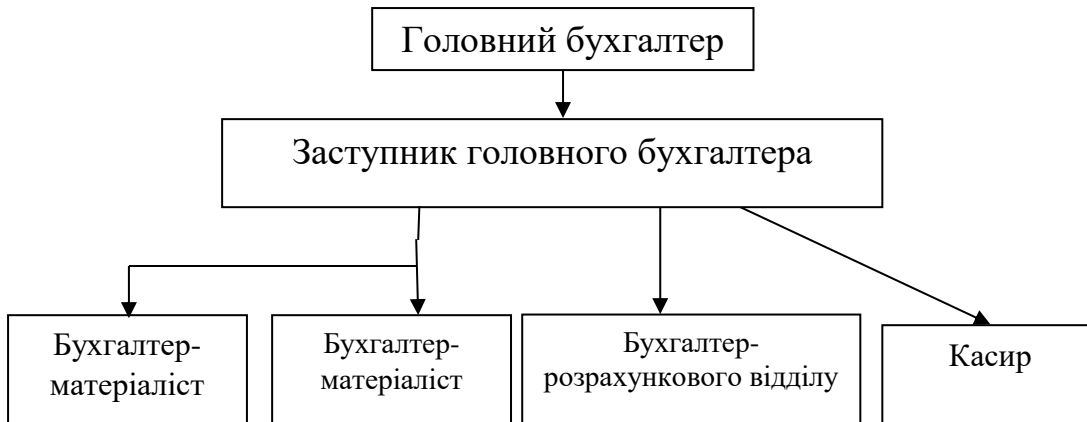 Головний бухгалтер
Заступник головного бухгалтера
Бухгалтер-
матеріаліст
Бухгалтер-
матеріаліст
Бухгалтер-
розрахункового відділу
Касир